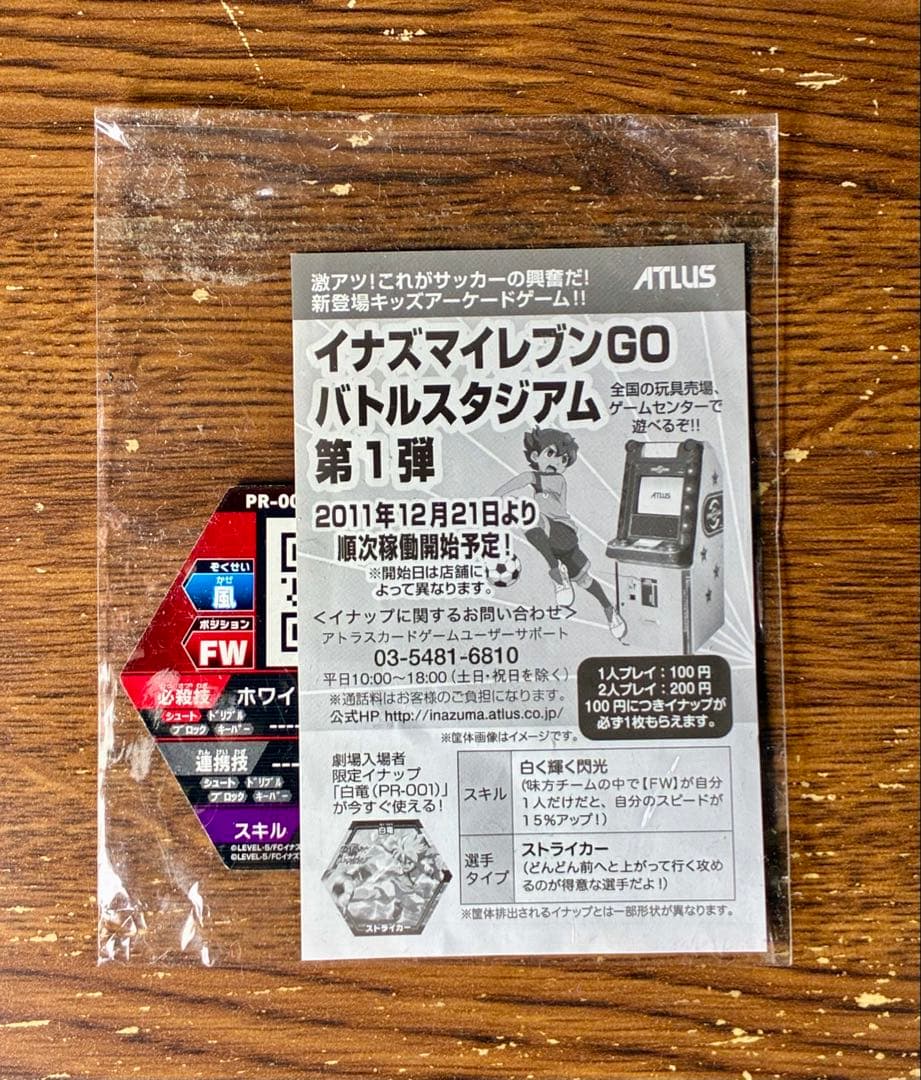 激アツ!これがサッカーの興奮だ!
新登場キッズアーケードゲーム!!
ATLUS
イナズマイレブンGO
バトルスタジアム
第1弾
全国の玩具売場、
ゲームセンターで
遊べるぞ!!
ATLUS
2011年12月21日より
順次稼働開始予定!
※開始日は店舗に
よって異なります。
<イナップに関するお問い合わせ>
アトラスカードゲームユーザーサポート
03-5481-6810
平日10:00〜18:00(土日・祝日を除く)
※通話料はお客様のご負担になります。
公式HP http://inazuma.atlus.co.jp/
1人プレイ:100円
2人プレイ:200円
100円につきイナップが
必ず1枚もらえます。
※筐体画像はイメージです。
劇場入場者
限定イナップ
「白竜(PR-001)」
が今すぐ使える!
白竜
ストライカー
スキル
白く輝く閃光
(味方チームの中で【FW】が自分
1人だけだと、自分のスピードが
15%アップ!)
選手
タイプ
ストライカー
(どんどん前へと上がって行く攻め
るのが得意な選手だよ!)
※筐体排出されるイナップとは一部形状が異なります。
PR-00
ぞくせい
かぜ
風
ポジション
FW
必殺技 ホワイ
シュート ドリブル
ブロック キーパー
連携技
シュート ドリブル
ブロック キーパー
スキル
©LEVEL-5/FCイナズ
©LEVEL-5/FCイナズ